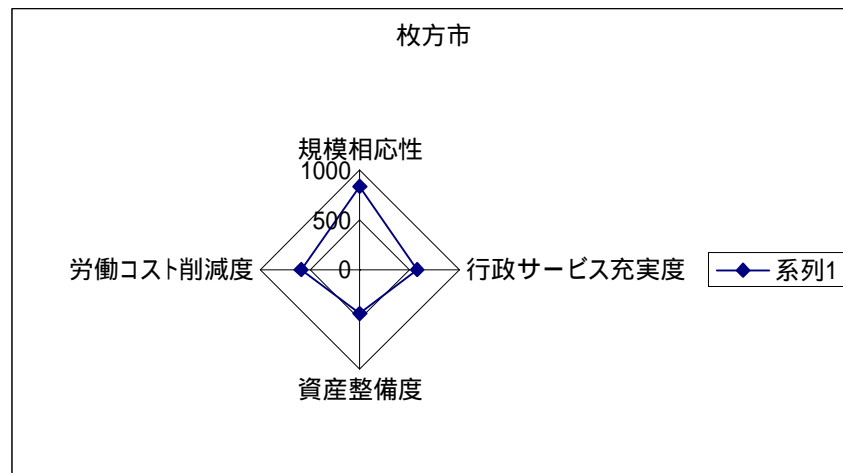 枚方市
規模相応性
1000
500
0
労働コスト削減度
行政サービス充実度
系列1
資産整備度